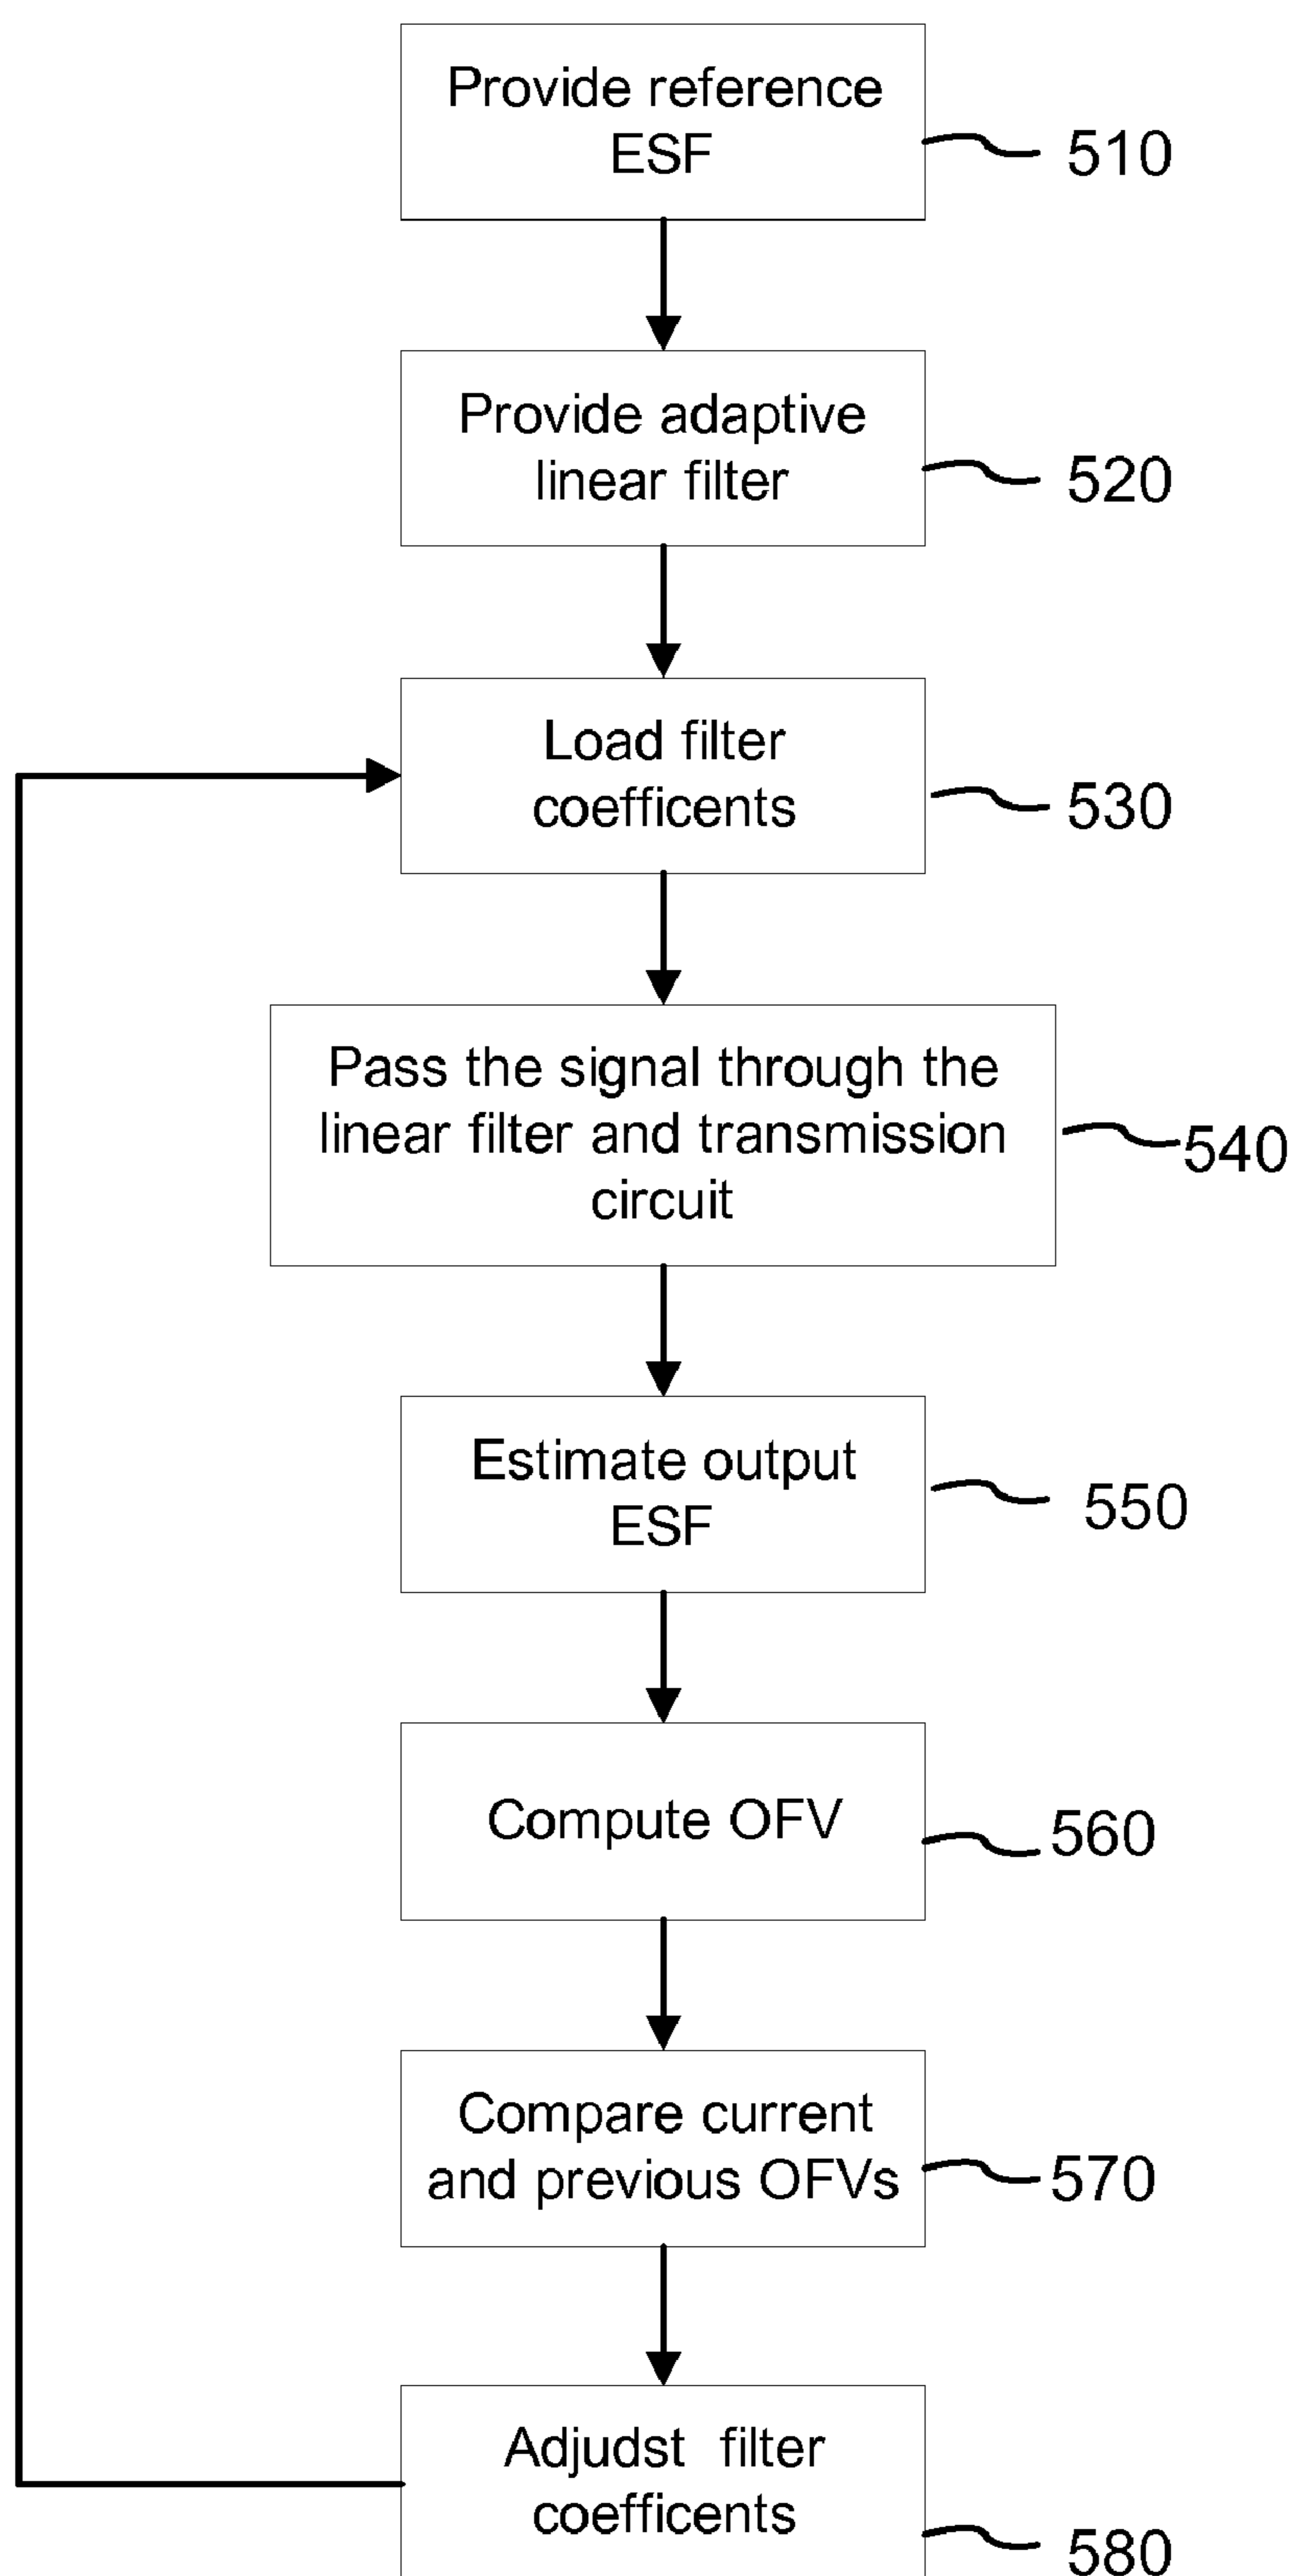 Provide reference
ESF
510
Provide adaptive
linear filter
520
Load filter
coefficents
530
Pass the signal through the
linear filter and transmission
circuit
540
Estimate output
ESF
550
Compute OFV
560
Compare current
and previous OFVs
570
Adjudst filter
coefficents
580